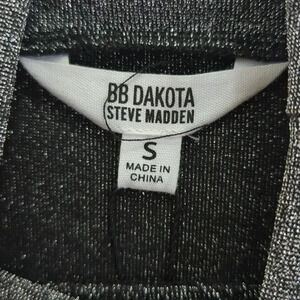 BB DAKOTA
STEVE MADDEN
S
MADE IN
CHINA